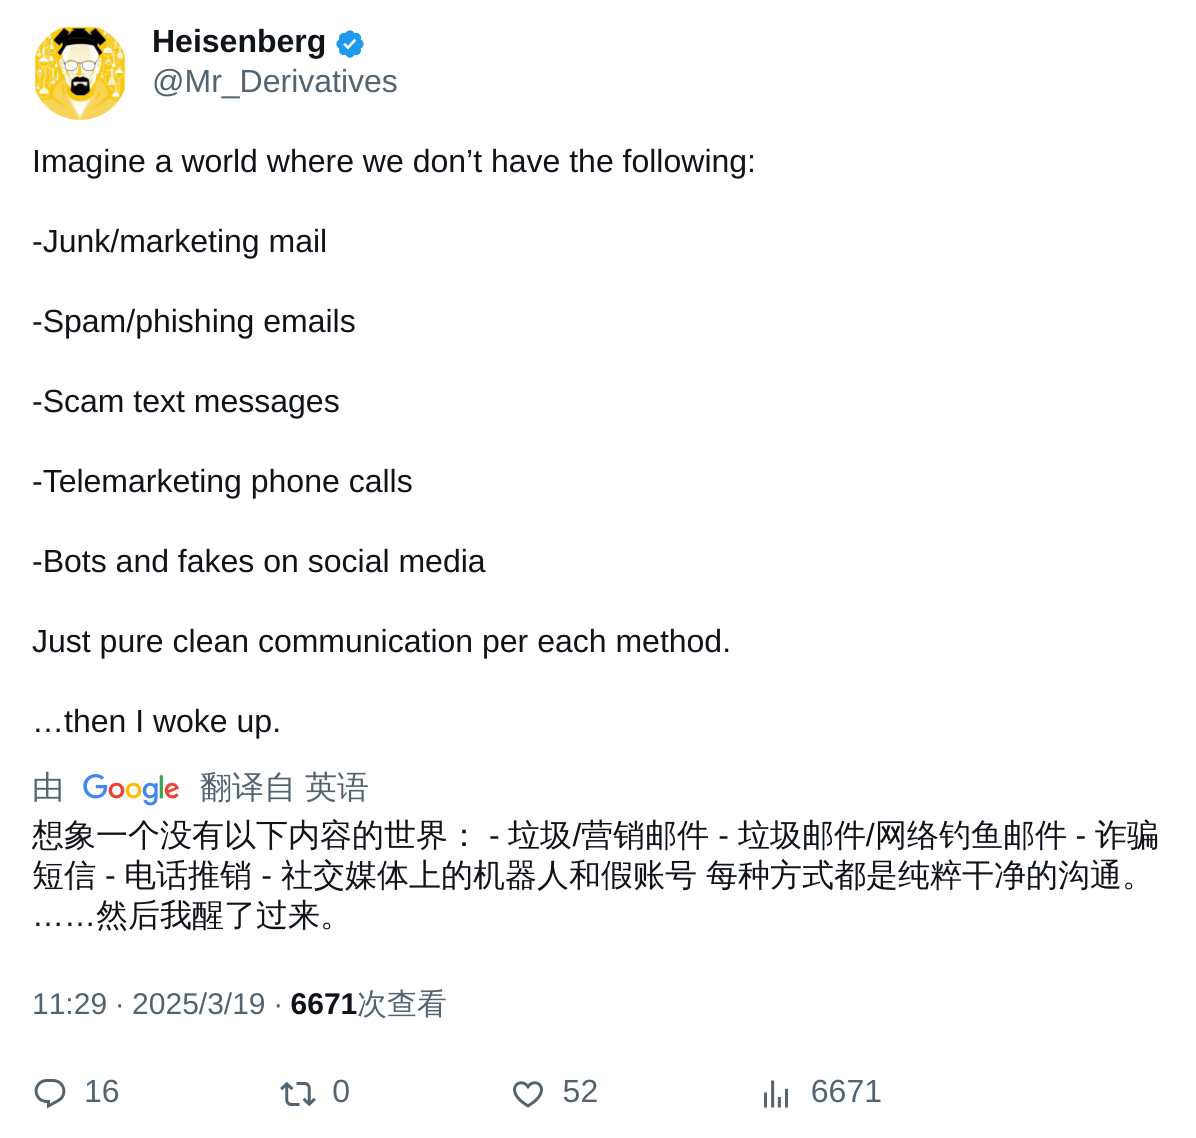 Heisenberg
@Mr_Derivatives
Imagine a world where we don’t have the following:
-Junk/marketing mail
-Spam/phishing emails
-Scam text messages
-Telemarketing phone calls
-Bots and fakes on social media
Just pure clean communication per each method.
…then I woke up.
由 Google 翻译自 英语
想象一个没有以下内容的世界： - 垃圾/营销邮件 - 垃圾邮件/网络钓鱼邮件 - 诈骗
短信 - 电话推销 - 社交媒体上的机器人和假账号 每种方式都是纯粹干净的沟通。
……然后我醒了过来。
11:29 · 2025/3/19 · 6671次查看
16 0 52 6671